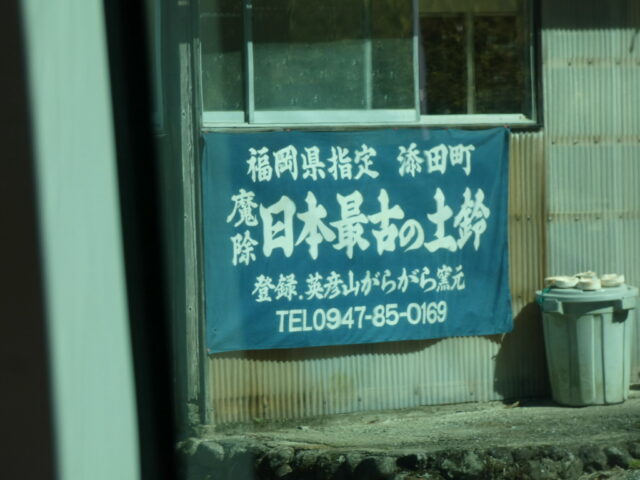 福岡県指定 添田町
魔除
日本最古の土鈴
登録.英彦山がらがら窯元
TEL0947-85-0169